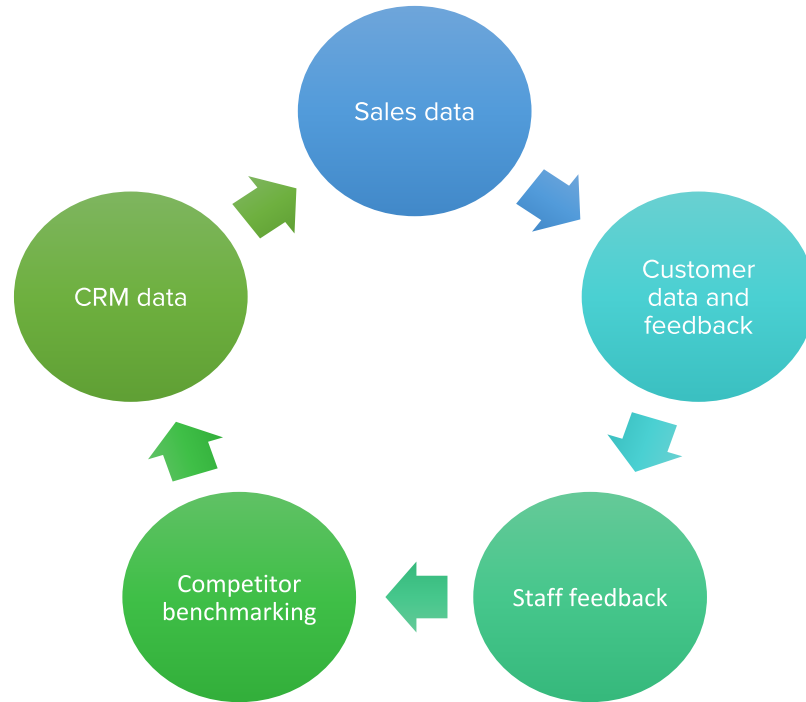 Sales data
Customer
data and
feedback
Staff feedback
Competitor
benchmarking
CRM data